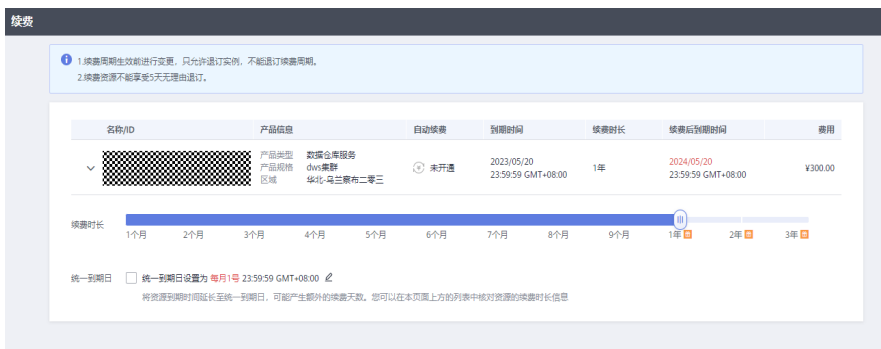 续费
1.续费周期生效前进行变更，只允许退订实例，不能退订续费周期。
2.续费资源不能享受5天无理由退订。
名称/ID 产品信息 自动续费 到期时间 续费时长 续费后到期时间 费用
产品类型 数据仓库服务
产品规格 dws集群
区域 华北-乌兰察布二零三
未开通
2023/05/20
23:59:59 GMT+08:00
1年
2024/05/20
23:59:59 GMT+08:00
¥300.00
续费时长
1个月 2个月 3个月 4个月 5个月 6个月 7个月 8个月 9个月 1年 2年 3年
统一到期日 统一到期日设置为 每月1号 23:59:59 GMT+08:00
将资源到期时间延长至统一到期日，可能产生额外的续费天数。您可以在本页面上方的列表中核对资源的续费时长信息